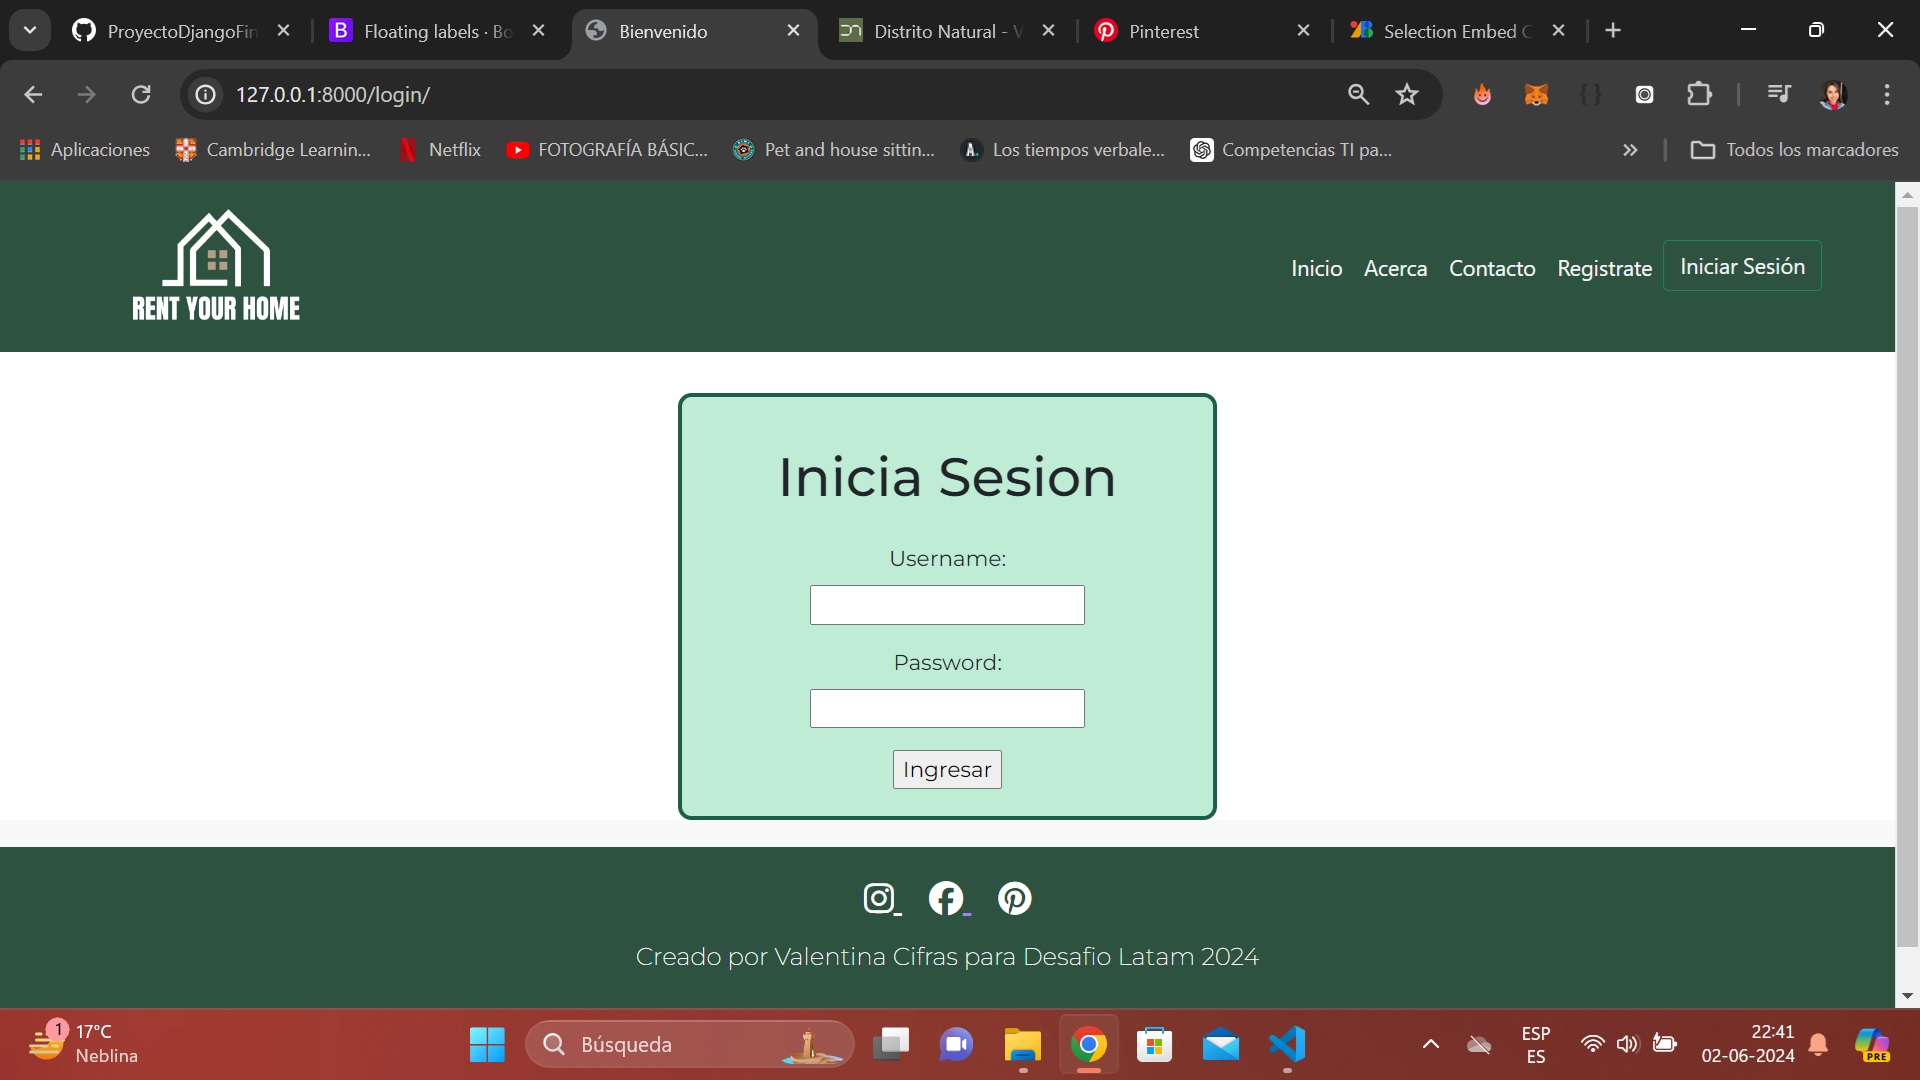 ProyectoDjangoFin
Floating labels · Bo
Bienvenido
Distrito Natural - V
Pinterest
Selection Embed C
127.0.0.1:8000/login/
Aplicaciones
Cambridge Learnin...
Netflix
FOTOGRAFÍA BÁSIC...
Pet and house sittin...
Los tiempos verbale...
Competencias TI pa...
Todos los marcadores
RENT YOUR HOME
Inicio
Acerca
Contacto
Registrate
Iniciar Sesión
Inicia Sesion
Username:
Password:
Ingresar
Creado por Valentina Cifras para Desafio Latam 2024
1
17°C
Neblina
Búsqueda
ESP
ES
22:41
02-06-2024
PRE